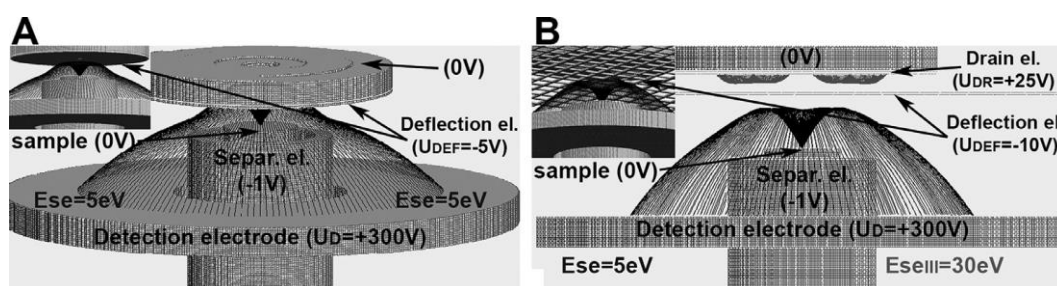 A
(0V)
Deflection el.
(UDEF=-5V)
sample (0V)
Separ. el.
(-1V)
Ese=5eV
Ese=5eV
Detection electrode (UD=+300V)
B
(0V)
Drain el.
(UDR=+25V)
Deflection el.
(UDEF=-10V)
sample (0V)
Separ. el.
(-1V)
Detection electrode (UD=+300V)
Ese=5eV
EseIII=30eV